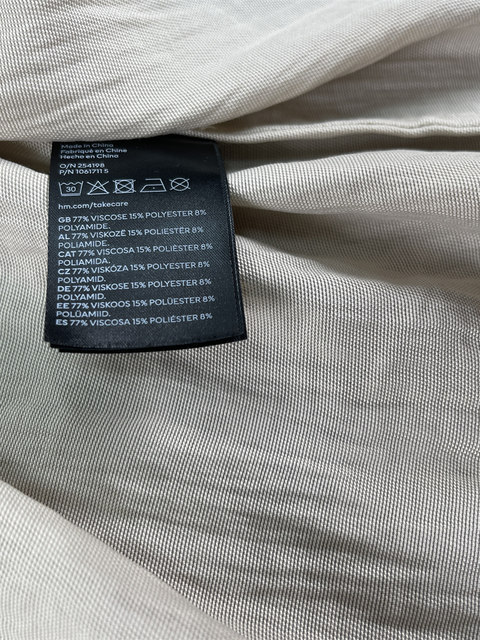 Made in China
Fabriqué en Chine
Hecho en China
O/N 254198
P/N 1061711 5
30
hm.com/takecare
GB 77% VISCOSE 15% POLYESTER 8%
POLYAMIDE.
AL 77% VISKOZË 15% POLIESTËR 8%
POLIAMIDE.
CAT 77% VISCOSA 15% POLIÈSTER 8%
POLIAMIDA.
CZ 77% VISKÓZA 15% POLYESTER 8%
POLYAMID.
DE 77% VISKOSE 15% POLYESTER 8%
POLYAMID.
EE 77% VISKOOS 15% POLÜESTER 8%
POLÜAMIID.
ES 77% VISCOSA 15% POLIÉSTER 8%